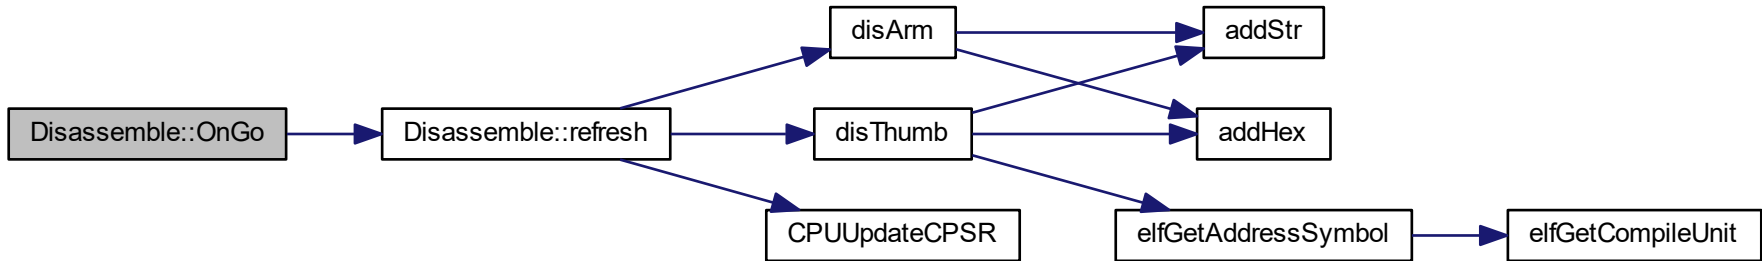 disArm
addStr
Disassemble::OnGo
Disassemble::refresh
disThumb
addHex
CPUUpdateCPSR
elfGetAddressSymbol
elfGetCompileUnit